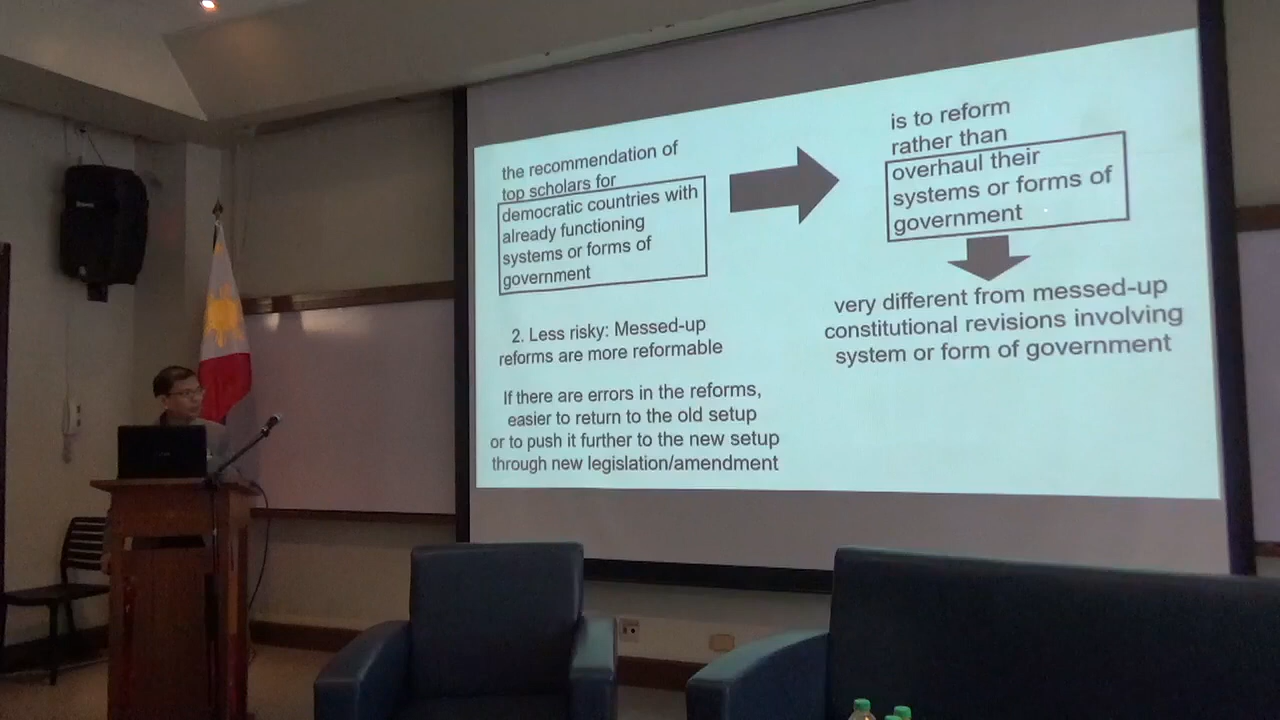 the recommendation of
top scholars for
democratic countries with
already functioning
systems or forms of
government
is to reform
rather than
overhaul their
systems or forms of
government
very different from messed-up
constitutional revisions involving
system or form of government
2. Less risky: Messed-up
reforms are more reformable
If there are errors in the reforms,
easier to return to the old setup
or to push it further to the new setup
through new legislation/amendment